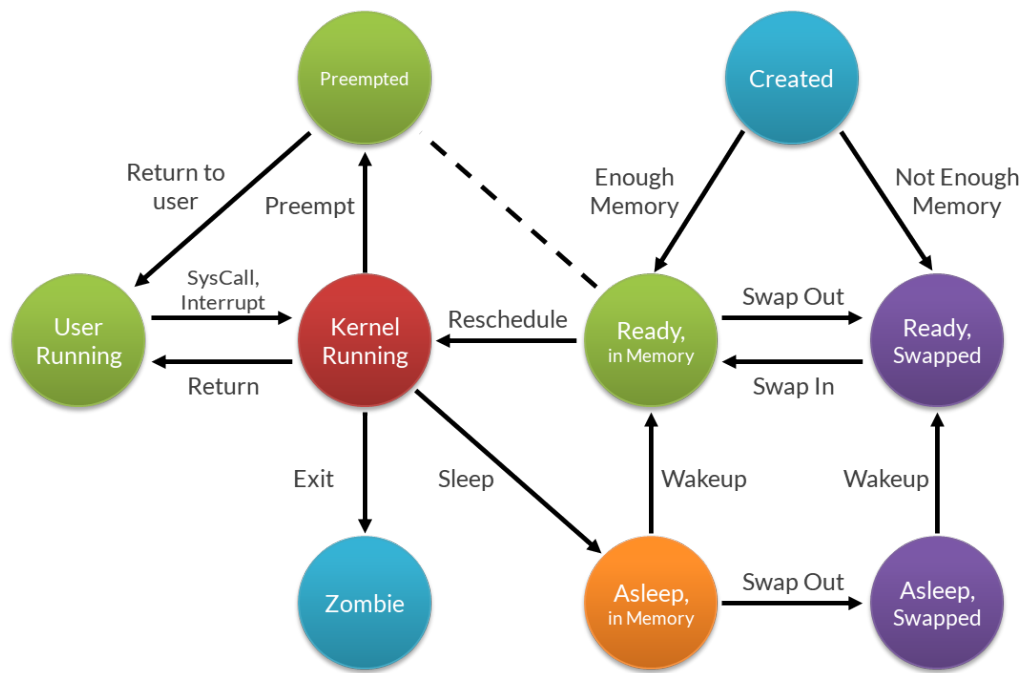 Preempted
Created
Return to
user
Preempt
Enough
Memory
Not Enough
Memory
SysCall,
Interrupt
User
Running
Return
Kernel
Running
Reschedule
Ready,
in Memory
Swap Out
Swap In
Ready,
Swapped
Exit
Sleep
Wakeup
Wakeup
Zombie
Asleep,
in Memory
Swap Out
Asleep,
Swapped